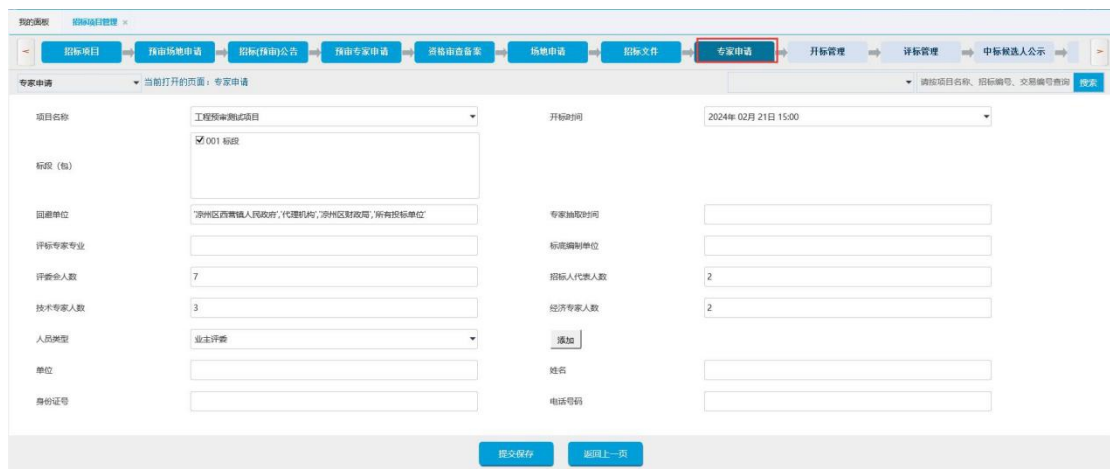 我的面板 招标项目管理 ×
< 招标项目 预审场地申请 招标(预审)公告 预审专家申请 资格审查备案 场地申请 招标文件 专家申请 开标管理 评标管理 中标候选人公示 >
专家申请 当前打开的页面：专家申请 请按项目名称、招标编号、交易编号查询 搜索
项目名称 工程预审测试项目 开标时间 2024年 02月 21日 15:00
标段（包） 001 标段
回避单位 '凉州区西营镇人民政府','代理机构','凉州区财政局','所有投标单位' 专家抽取时间
评标专家专业 标底编制单位
评委会人数 7 招标人代表人数 2
技术专家人数 3 经济专家人数 2
人员类型 业主评委 添加
单位 姓名
身份证号 电话号码
提交保存 返回上一页